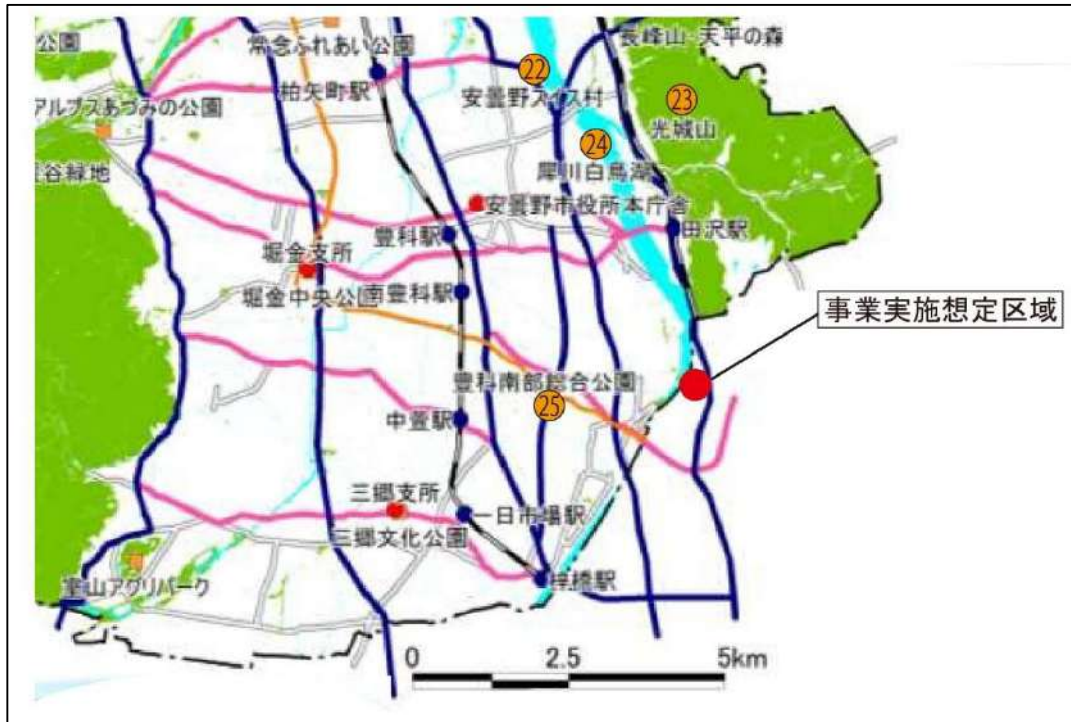 公園
常念ふれあい公園
長峰山・天平の森
柏矢町駅
22
安曇野スイス村
23
アルプスあづみの公園
光城山
24
谷緑地
犀川白鳥湖
安曇野市役所本庁舎
豊科駅
田沢駅
堀金支所
南豊科駅
堀金中央公園
事業実施想定区域
豊科南部総合公園
25
中萱駅
三郷支所
一日市場駅
三郷文化公園
室山アグリパーク
梓橋駅
0 2.5 5km